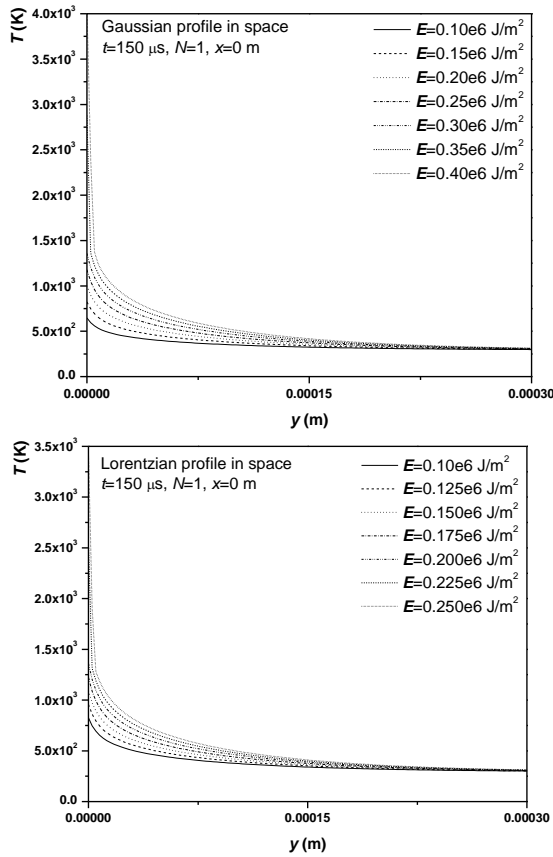 Gaussian profile in space
t=150 μs, N=1, x=0 m
E=0.10e6 J/m²
E=0.15e6 J/m²
E=0.20e6 J/m²
E=0.25e6 J/m²
E=0.30e6 J/m²
E=0.35e6 J/m²
E=0.40e6 J/m²
T (K)
4.0x10³
3.5x10³
3.0x10³
2.5x10³
2.0x10³
1.5x10³
1.0x10³
5.0x10²
0.0
0.00000
0.00015
0.00030
y (m)
Lorentzian profile in space
t=150 μs, N=1, x=0 m
E=0.10e6 J/m²
E=0.125e6 J/m²
E=0.150e6 J/m²
E=0.175e6 J/m²
E=0.200e6 J/m²
E=0.225e6 J/m²
E=0.250e6 J/m²
T (K)
3.5x10³
3.0x10³
2.5x10³
2.0x10³
1.5x10³
1.0x10³
5.0x10²
0.0
0.00000
0.00015
0.00030
y (m)